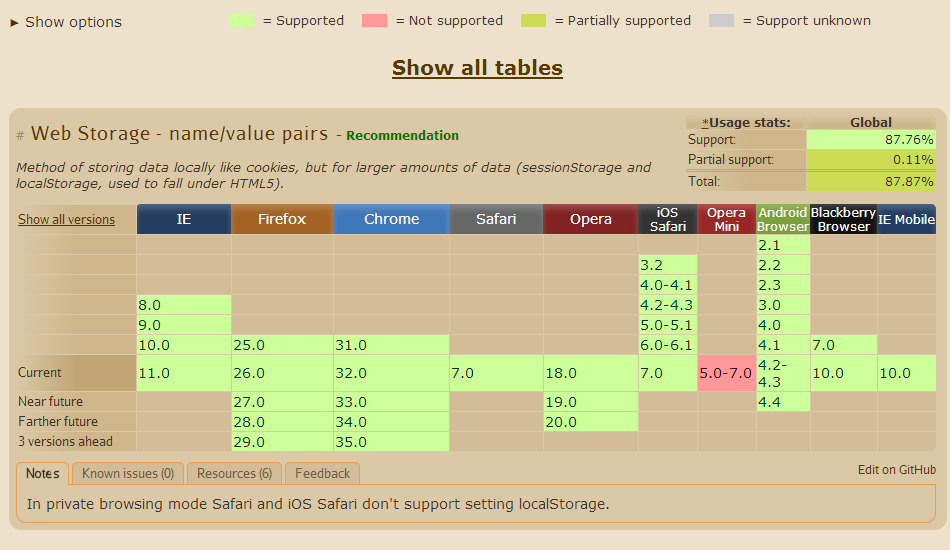 ► Show options = Supported = Not supported = Partially supported = Support unknown
Show all tables
# Web Storage - name/value pairs - Recommendation
Method of storing data locally like cookies, but for larger amounts of data (sessionStorage and
localStorage, used to fall under HTML5).
*Usage stats: Global
Support: 87.76%
Partial support: 0.11%
Total: 87.87%
Show all versions IE Firefox Chrome Safari Opera iOS Safari Opera Mini Android Browser Blackberry Browser IE Mobile
2.1
3.2 2.2
4.0-4.1 2.3
8.0 4.2-4.3 3.0
9.0 5.0-5.1 4.0
10.0 25.0 31.0 6.0-6.1 4.1 7.0
Current 11.0 26.0 32.0 7.0 18.0 7.0 5.0-7.0 4.2-4.3 10.0 10.0
Near future 27.0 33.0 19.0 4.4
Farther future 28.0 34.0 20.0
3 versions ahead 29.0 35.0
Notes Known issues (0) Resources (6) Feedback Edit on GitHub
In private browsing mode Safari and iOS Safari don't support setting localStorage.